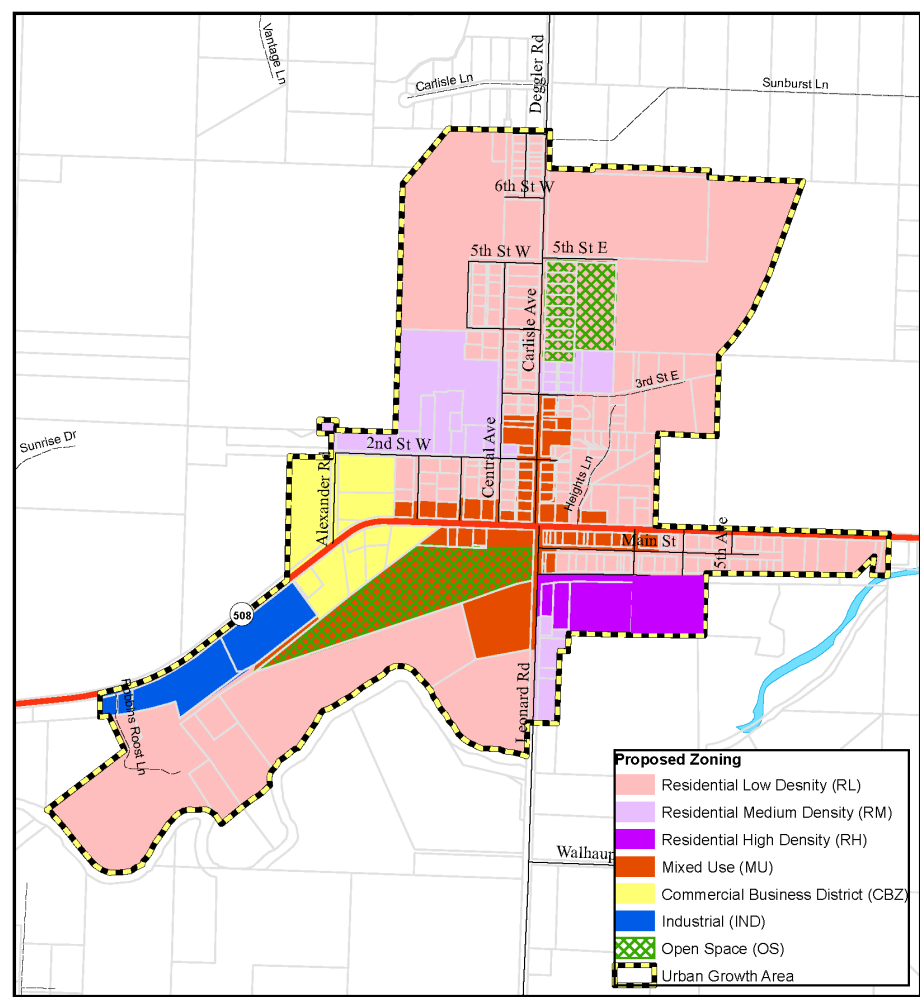 Vantage Ln
Deggler Rd
Carlisle Ln
Sunburst Ln
6th St W
5th St W
5th St E
Carlisle Ave
3rd St E
Sunrise Dr
2nd St W
Central Ave
Alexander Rd
Heights Ln
Main St
5th Ave
508
Robbins Roost Ln
Leonard Rd
Walhaup
Proposed Zoning
Residential Low Desnity (RL)
Residential Medium Density (RM)
Residential High Density (RH)
Mixed Use (MU)
Commercial Business District (CBZ)
Industrial (IND)
Open Space (OS)
Urban Growth Area